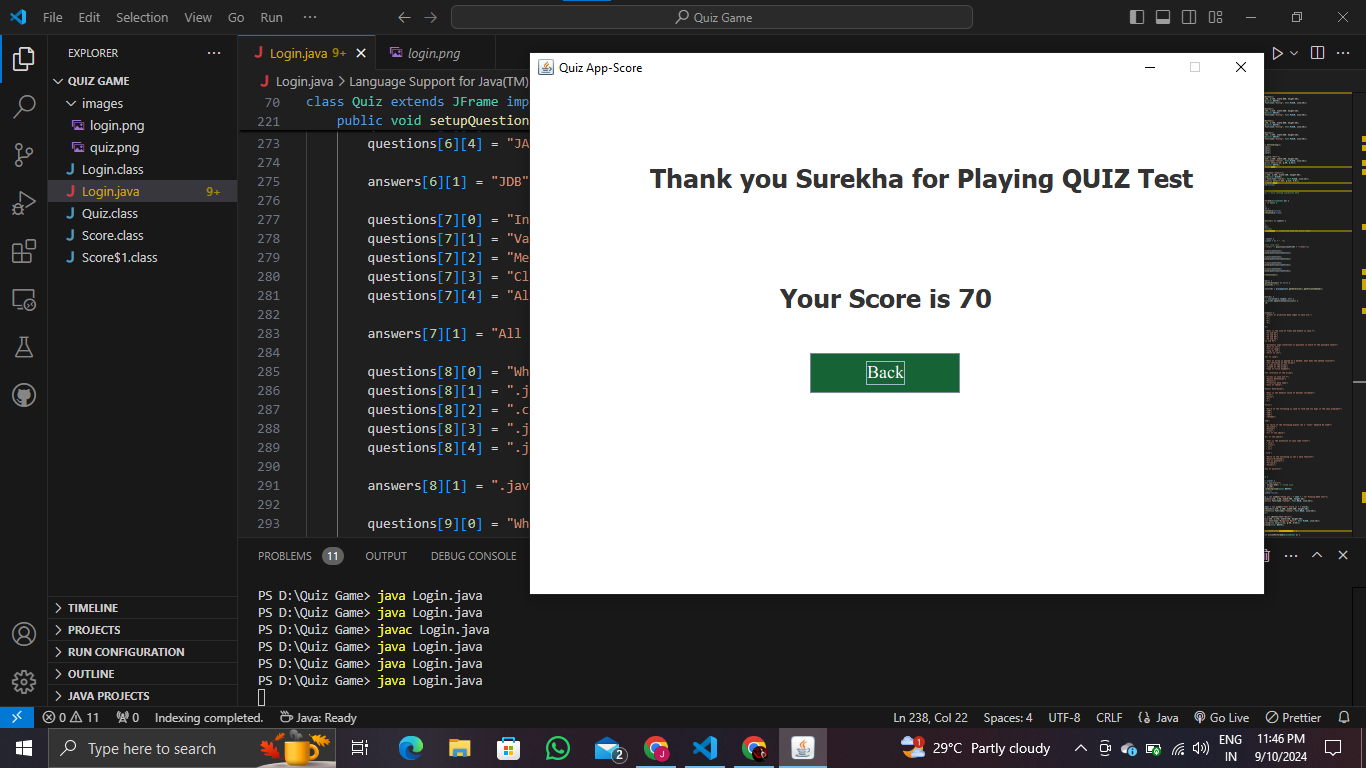 File Edit Selection View Go Run ··· Quiz Game
EXPLORER ···
QUIZ GAME
images
login.png
quiz.png
Login.class
Login.java 9+
Quiz.class
Score.class
Score$1.class
TIMELINE
PROJECTS
RUN CONFIGURATION
OUTLINE
JAVA PROJECTS
Login.java 9+ login.png
Login.java > Language Support for Java(TM)
70 class Quiz extends JFrame imp
221 public void setupQuestion
273 questions[6][4] = "JA
274
275 answers[6][1] = "JDB"
276
277 questions[7][0] = "In
278 questions[7][1] = "Va
279 questions[7][2] = "Me
280 questions[7][3] = "Cl
281 questions[7][4] = "Al
282
283 answers[7][1] = "All
284
285 questions[8][0] = "Wh
286 questions[8][1] = ".j
287 questions[8][2] = ".c
288 questions[8][3] = ".j
289 questions[8][4] = ".j
290
291 answers[8][1] = ".jav
292
293 questions[9][0] = "Wh
Quiz App-Score
Thank you Surekha for Playing QUIZ Test
Your Score is 70
Back
PROBLEMS 11 OUTPUT DEBUG CONSOLE
PS D:\Quiz Game> java Login.java
PS D:\Quiz Game> java Login.java
PS D:\Quiz Game> javac Login.java
PS D:\Quiz Game> java Login.java
PS D:\Quiz Game> java Login.java
PS D:\Quiz Game> java Login.java
0 11 0 Indexing completed. Java: Ready Ln 238, Col 22 Spaces: 4 UTF-8 CRLF Java Go Live Prettier
Type here to search 2 J 1 29°C Partly cloudy ENG 11:46 PM
IN 9/10/2024